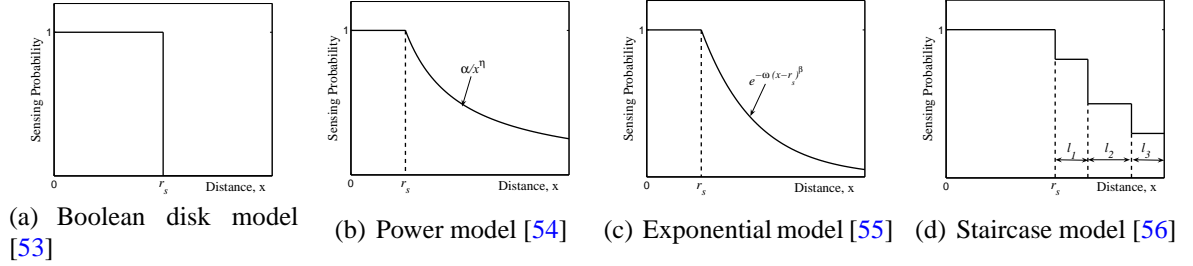 Sensing Probability
1
0
r_s
Distance, x
(a) Boolean disk model
[53]
Sensing Probability
1
α/x^η
0
r_s
Distance, x
(b) Power model [54]
Sensing Probability
1
e^{-ω(x-r_s)^β}
0
r_s
Distance, x
(c) Exponential model [55]
Sensing Probability
1
l_1
l_2
l_3
0
r_s
Distance, x
(d) Staircase model [56]